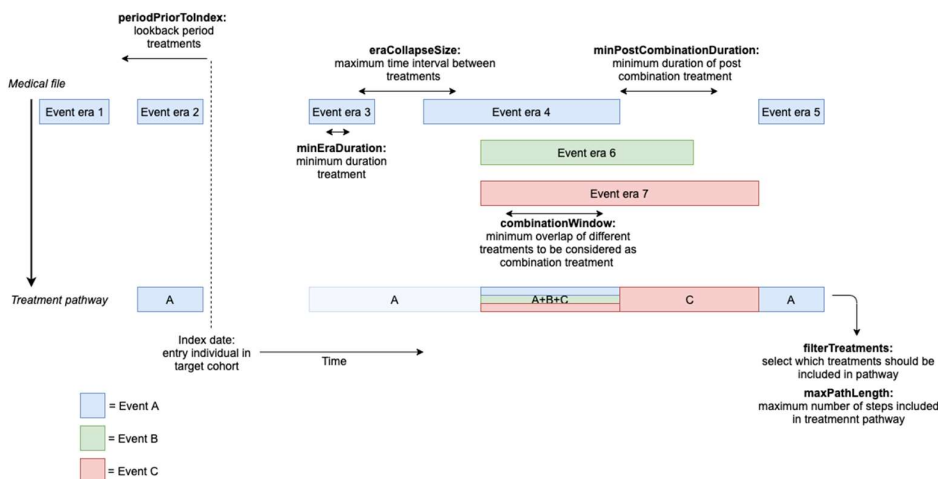 periodPriorToIndex:
lookback period
treatments
eraCollapseSize:
maximum time interval between
treatments
minPostCombinationDuration:
minimum duration of post
combination treatment
Medical file
Event era 1
Event era 2
Event era 3
Event era 4
Event era 5
minEraDuration:
minimum duration
treatment
Event era 6
Event era 7
combinationWindow:
minimum overlap of different
treatments to be considered as
combination treatment
Treatment pathway
A
A
A+B+C
C
A
Index date:
entry individual in
target cohort
Time
filterTreatments:
select which treatments should be
included in pathway
maxPathLength:
maximum number of steps included
in treatmennt pathway
= Event A
= Event B
= Event C